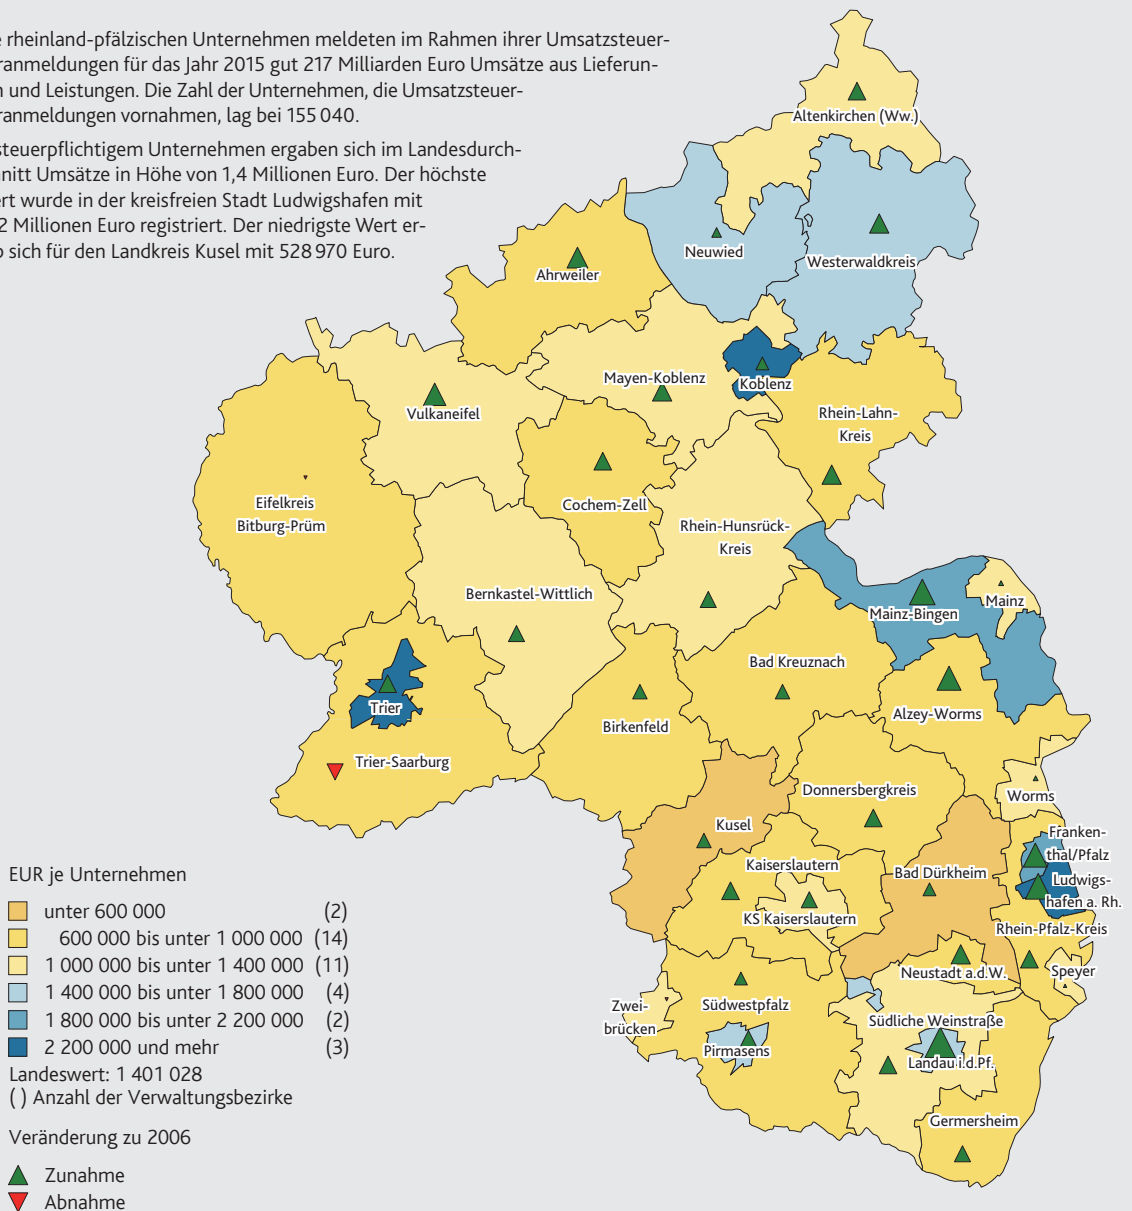 rheinland-pfälzischen Unternehmen meldeten im Rahmen ihrer Umsatzsteuer-
ranmeldungen für das Jahr 2015 gut 217 Milliarden Euro Umsätze aus Lieferun-
n und Leistungen. Die Zahl der Unternehmen, die Umsatzsteuer-
ranmeldungen vornahmen, lag bei 155 040.
steuerpflichtigem Unternehmen ergaben sich im Landesdurch-
nitt Umsätze in Höhe von 1,4 Millionen Euro. Der höchste
rt wurde in der kreisfreien Stadt Ludwigshafen mit
2 Millionen Euro registriert. Der niedrigste Wert er-
sich für den Landkreis Kusel mit 528 970 Euro.
Altenkirchen (Ww.)
Neuwied
Westerwaldkreis
Ahrweiler
Mayen-Koblenz
Koblenz
Vulkaneifel
Rhein-Lahn-
Kreis
Cochem-Zell
Eifelkreis
Bitburg-Prüm
Rhein-Hunsrück-
Kreis
Bernkastel-Wittlich
Mainz
Mainz-Bingen
Bad Kreuznach
Trier
Birkenfeld
Alzey-Worms
Trier-Saarburg
Donnersbergkreis
Worms
Kusel
Franken-
thal/Pfalz
Kaiserslautern
Bad Dürkheim
Ludwigs-
hafen a. Rh.
KS Kaiserslautern
Rhein-Pfalz-Kreis
Neustadt a.d.W.
Speyer
Zwei-
brücken
Südwestpfalz
Südliche Weinstraße
Pirmasens
Landau i.d.Pf.
Germersheim
EUR je Unternehmen
unter 600 000 (2)
600 000 bis unter 1 000 000 (14)
1 000 000 bis unter 1 400 000 (11)
1 400 000 bis unter 1 800 000 (4)
1 800 000 bis unter 2 200 000 (2)
2 200 000 und mehr (3)
Landeswert: 1 401 028
( ) Anzahl der Verwaltungsbezirke
Veränderung zu 2006
Zunahme
Abnahme